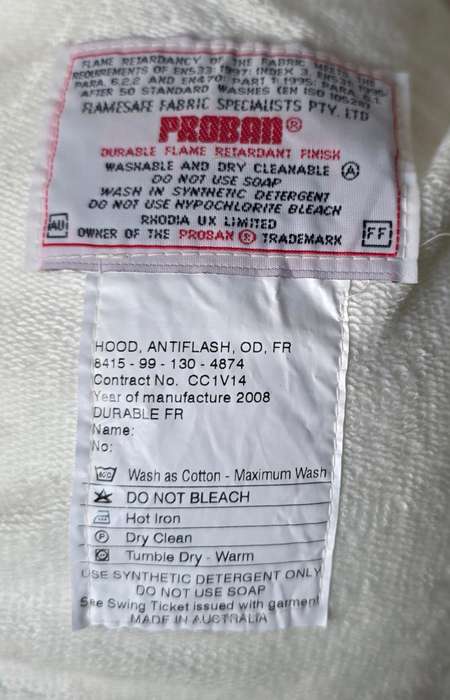 FLAME RETARDANCY OF THE FABRIC MEETS THE
REQUIREMENTS OF EN533: 1997: INDEX 3, EN531: 1995:
PARA. 6.2.2 AND EN470: PART 1: 1995: PARA. 6.1.
AFTER 50 STANDARD WASHES (EN ISO 10528)
FLAMESAFE FABRIC SPECIALISTS PTY. LTD
PROBAN®
DURABLE FLAME RETARDANT FINISH
WASHABLE AND DRY CLEANABLE Ⓐ
DO NOT USE SOAP
WASH IN SYNTHETIC DETERGENT
DO NOT USE HYPOCHLORITE BLEACH
RHODIA UK LIMITED
AU OWNER OF THE PROBAN ® TRADEMARK FF
HOOD, ANTIFLASH, OD, FR
8415 - 99 - 130 - 4874
Contract No. CC1V14
Year of manufacture 2008
DURABLE FR
Name:
No:
Wash as Cotton - Maximum Wash
DO NOT BLEACH
Hot Iron
P Dry Clean
Tumble Dry - Warm
USE SYNTHETIC DETERGENT ONLY
DO NOT USE SOAP
See Swing Ticket issued with garment
MADE IN AUSTRALIA